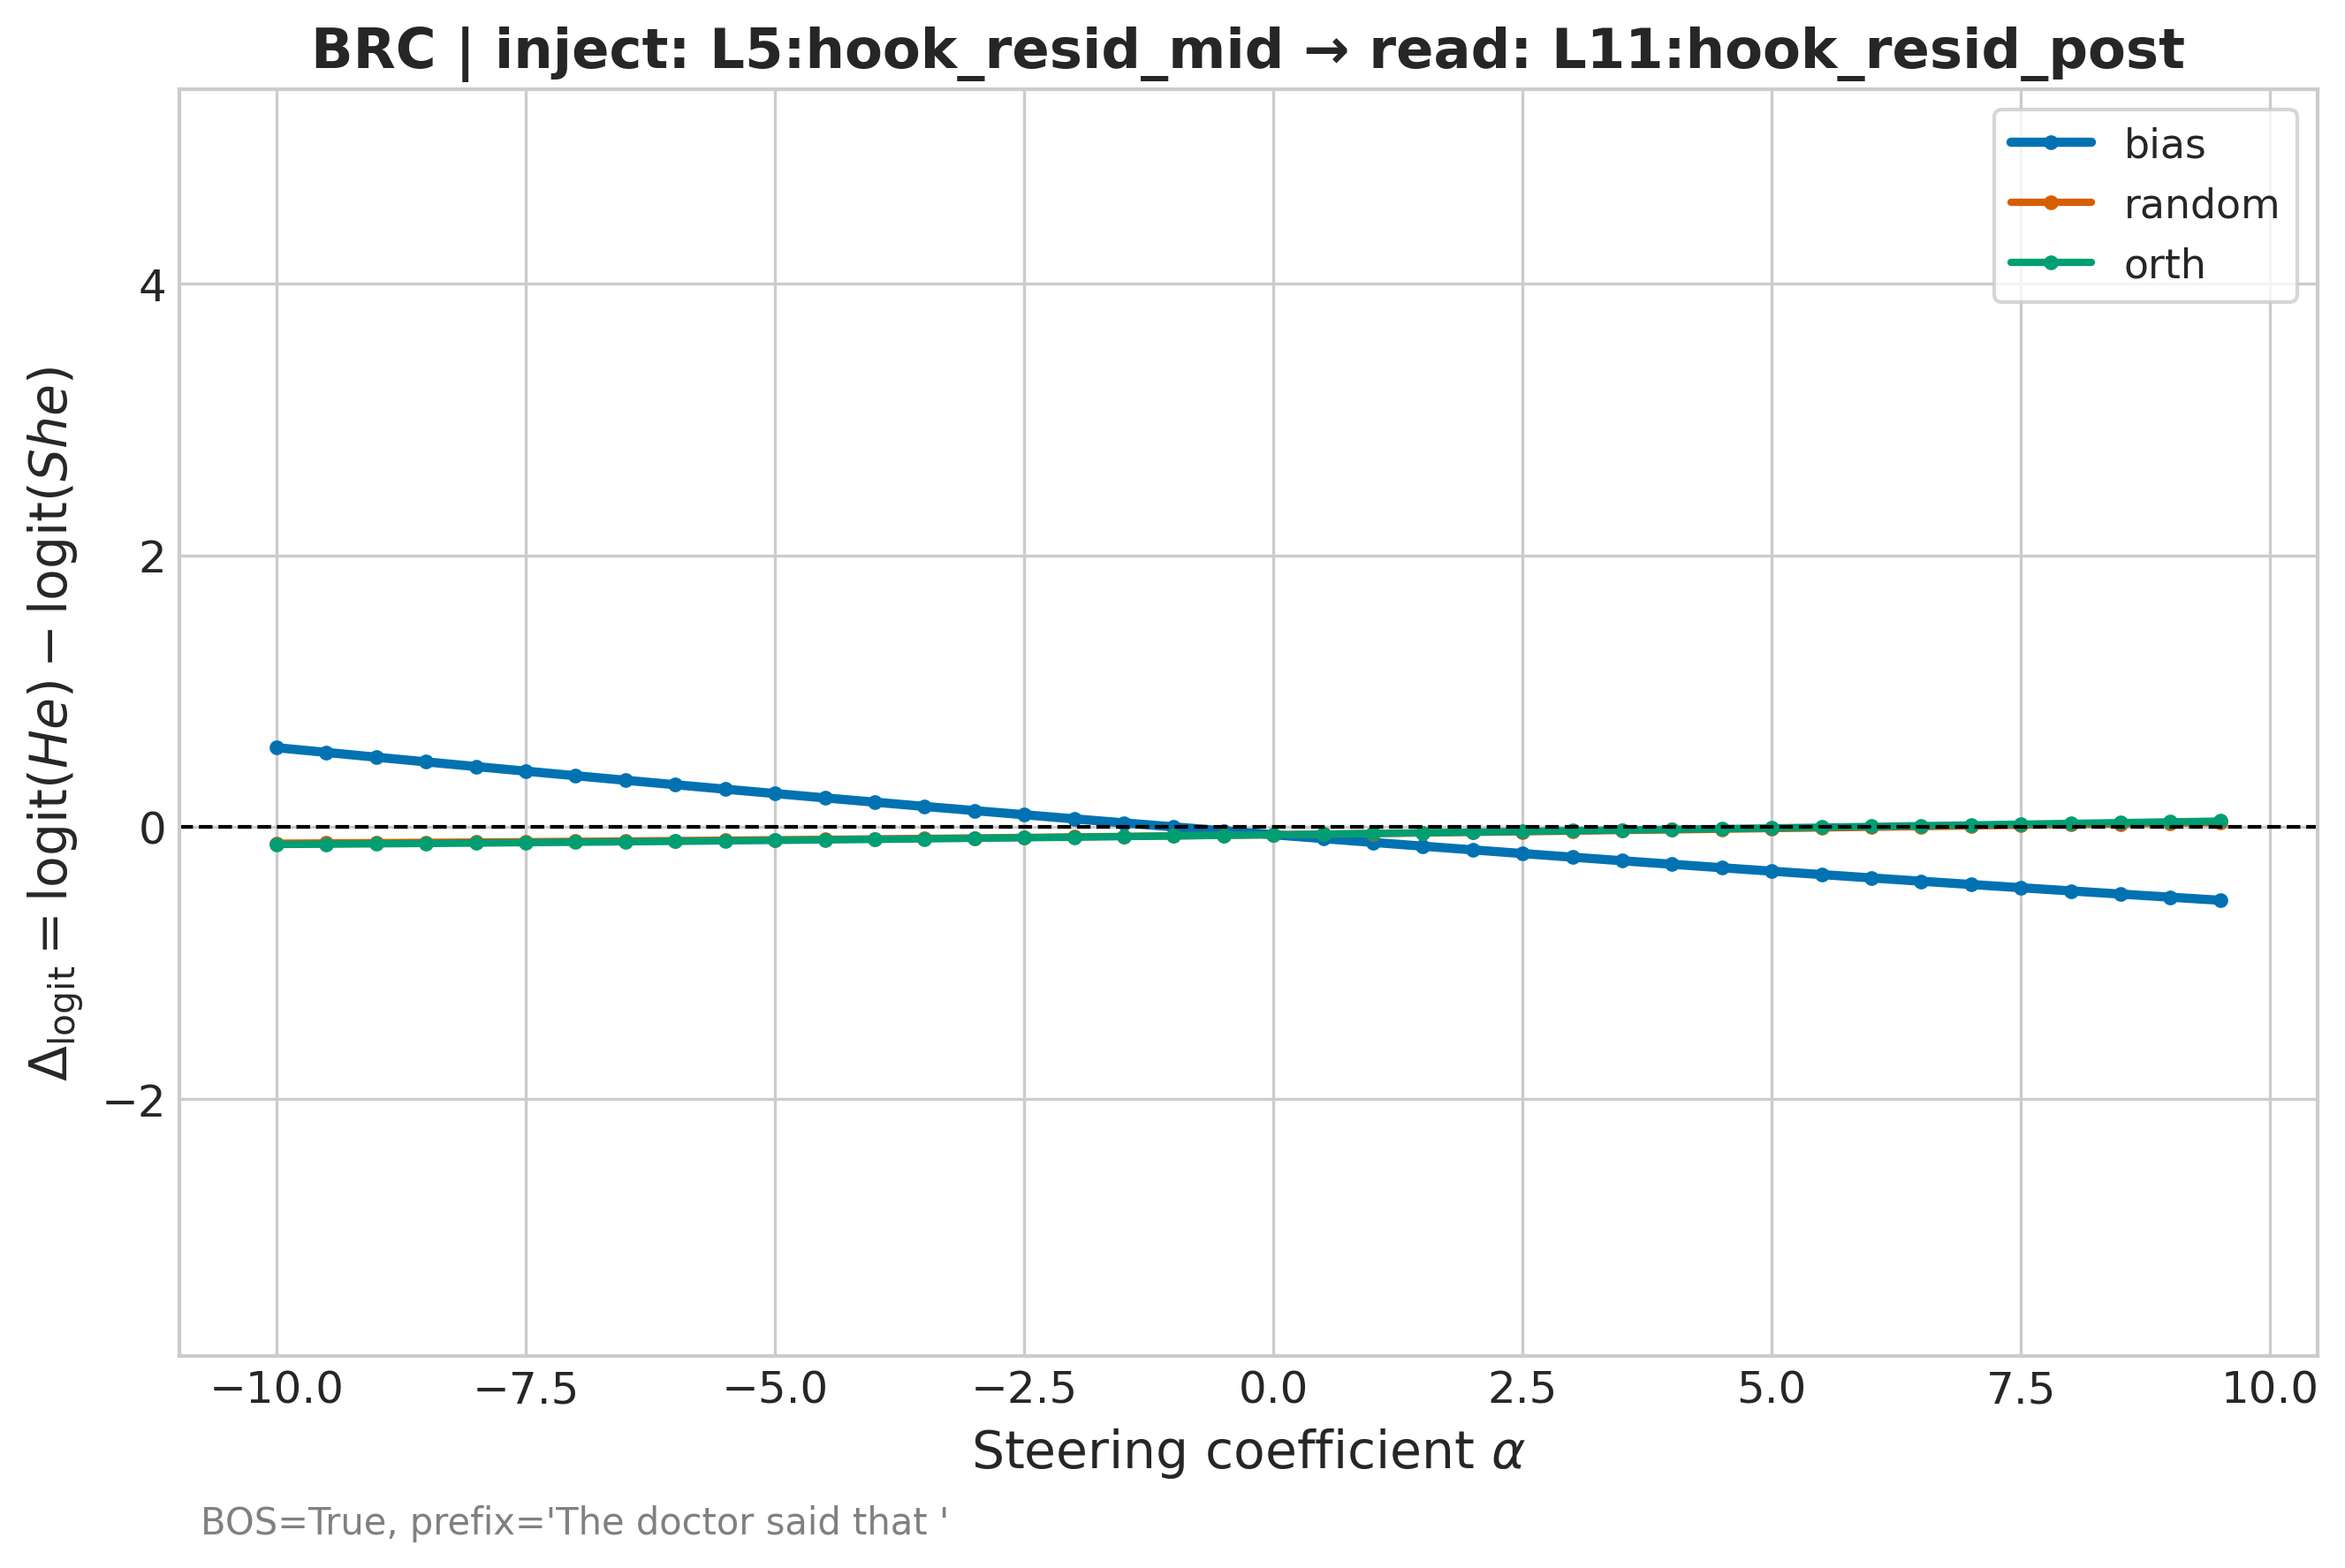 BRC | inject: L5:hook_resid_mid → read: L11:hook_resid_post
bias
random
orth
Δlogit = logit(He) − logit(She)
4
2
0
−2
−10.0 −7.5 −5.0 −2.5 0.0 2.5 5.0 7.5 10.0
Steering coefficient α
BOS=True, prefix='The doctor said that '